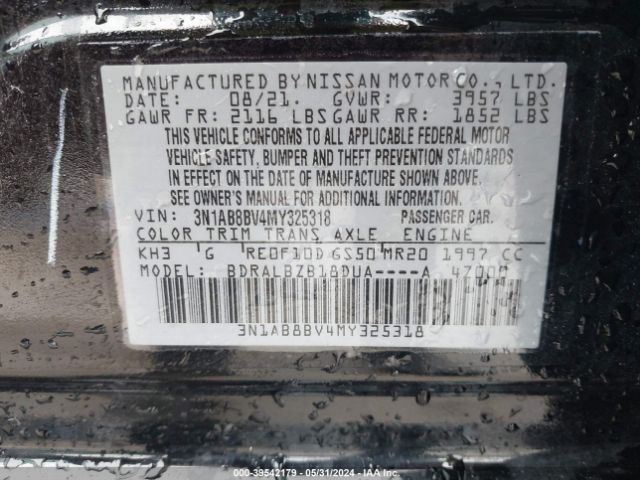 MANUFACTURED BY NISSAN MOTOR CO., LTD.
DATE: 08/21. GVWR: 3957 LBS
GAWR FR: 2116 LBS GAWR RR: 1852 LBS
THIS VEHICLE CONFORMS TO ALL APPLICABLE FEDERAL MOTOR
VEHICLE SAFETY, BUMPER AND THEFT PREVENTION STANDARDS
IN EFFECT ON THE DATE OF MANUFACTURE SHOWN ABOVE.
SEE OWNER'S MANUAL FOR ADDITIONAL INFORMATION.
VIN: 3N1AB8BV4MY325318 PASSENGER CAR.
COLOR TRIM TRANS AXLE ENGINE
KH3 G RE0F10D GS50 MR20 1997 CC
MODEL: BDRALBZB18DUA----A 4Z000
3N1AB8BV4MY325318
000-39542179 - 05/31/2024 - IAAI.CA